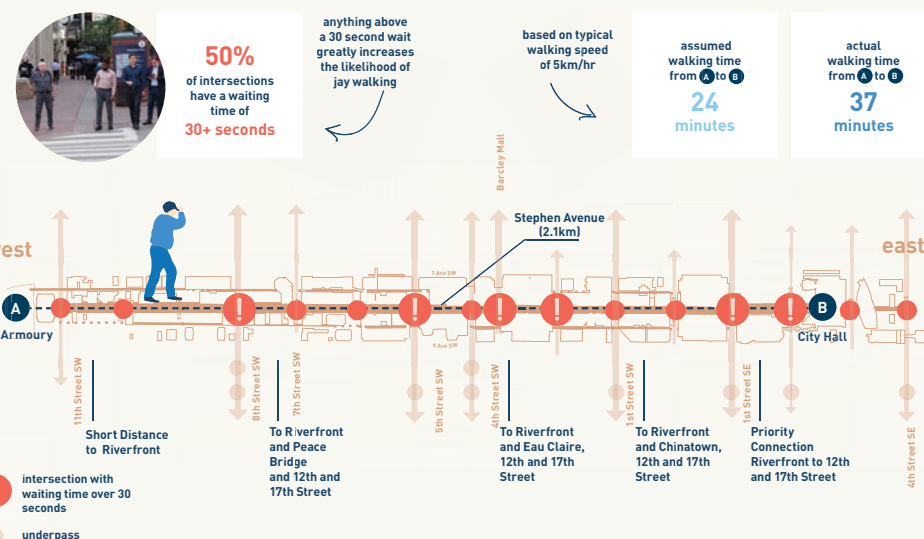 50%
of intersections
have a waiting
time of
30+ seconds
anything above
a 30 second wait
greatly increases
the likelihood of
jay walking
based on typical
walking speed
of 5km/hr
assumed
walking time
from A to B
24
minutes
actual
walking time
from A to B
37
minutes
Barcley Mall
Stephen Avenue
(2.1km)
est
east
7 Ave SW
A
! ! ! ! ! !
B
Armoury
City Hall
9 Ave SW
11th Street SW
8th Street SW
7th Street SW
5th Street SW
4th Street SW
1st Street SW
1st Street SE
4th Street SE
Short Distance
to Riverfront
To Riverfront
and Peace
Bridge
and 12th and
17th Street
To Riverfront
and Eau Claire,
12th and 17th
Street
To Riverfront
and Chinatown,
12th and 17th
Street
Priority
Connection
Riverfront to 12th
and 17th Street
intersection with
waiting time over 30
seconds
underpass